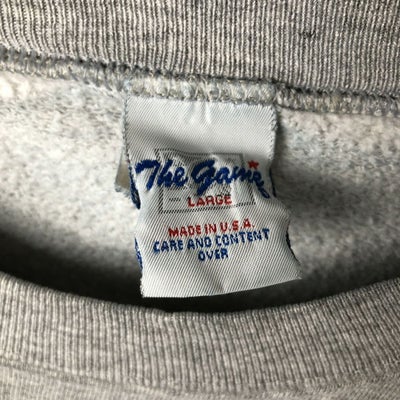 The Game
LARGE
MADE IN U.S.A.
CARE AND CONTENT
OVER